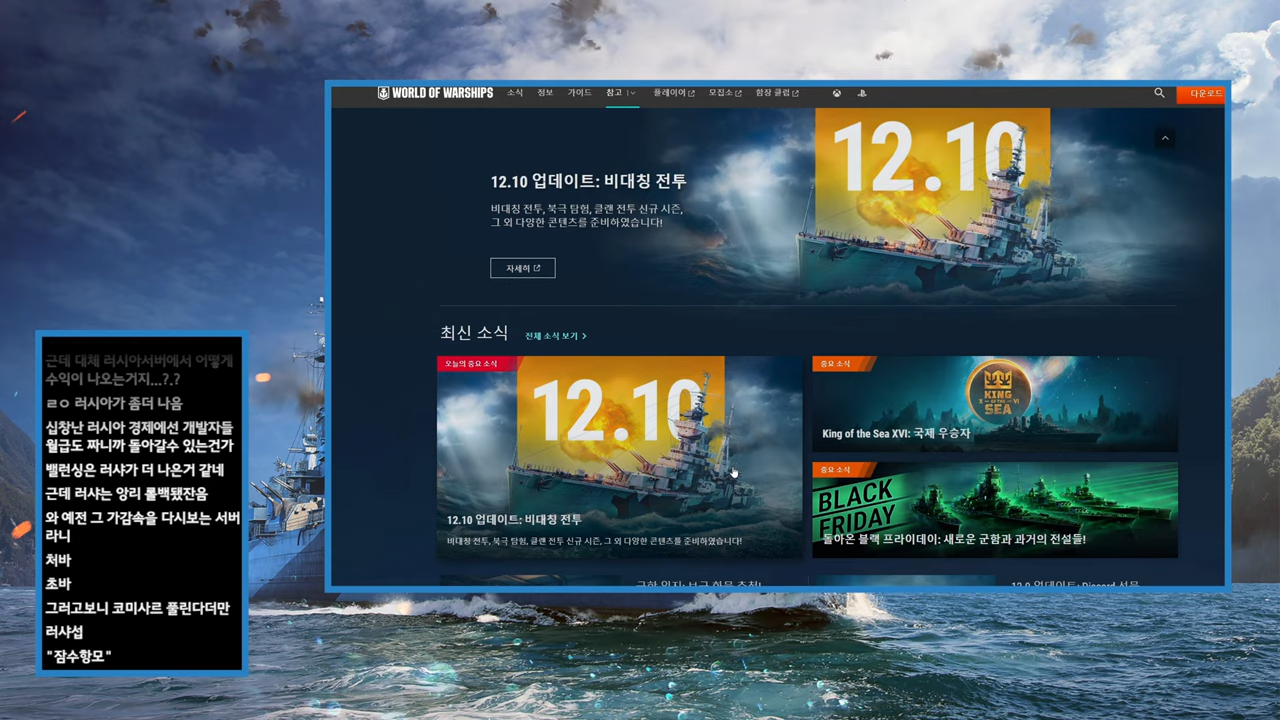 WORLD OF WARSHIPS 소식 정보 가이드 참고 플레이어 모집소 함장 클럽 다운로드
12.10 업데이트: 비대칭 전투
비대칭 전투, 북극 탐험, 클랜 전투 신규 시즌,
그 외 다양한 콘텐츠를 준비하였습니다!
자세히
12.10
최신 소식 전체 소식 보기
오늘의 중요 소식
12.10
12.10 업데이트: 비대칭 전투
비대칭 전투, 북극 탐험, 클랜 전투 신규 시즌, 그 외 다양한 콘텐츠를 준비하였습니다!
중요 소식
KING
OF THE
SEA
X XVI
King of the Sea XVI: 국제 우승자
중요 소식
BLACK
FRIDAY
돌아온 블랙 프라이데이: 새로운 군함과 과거의 전설들!
근데 대체 러시아서버에서 어떻게
수익이 나오는거지...?.?
ㄹㅇ 러시아가 좀더 나음
십창난 러시아 경제에선 개발자들
월급도 짜니까 돌아갈수 있는건가
밸런싱은 러샤가 더 나은거 같네
근데 러샤는 앙리 롤백됐잖음
와 예전 그 가감속을 다시보는 서버
라니
처바
초바
그러고보니 코미사르 풀린다더만
러샤섭
"잠수항모"